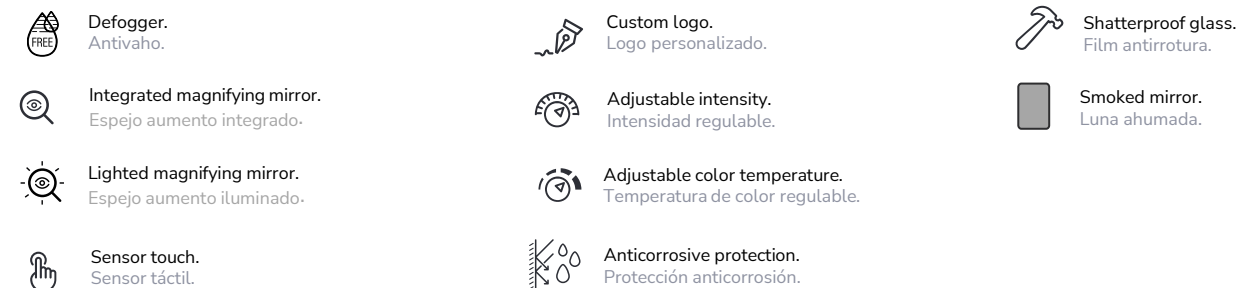 FREE
Defogger.
Antivaho.
Integrated magnifying mirror.
Espejo aumento integrado.
Lighted magnifying mirror.
Espejo aumento iluminado.
Sensor touch.
Sensor táctil.
Custom logo.
Logo personalizado.
Adjustable intensity.
Intensidad regulable.
Adjustable color temperature.
Temperatura de color regulable.
Anticorrosive protection.
Protección anticorrosión.
Shatterproof glass.
Film antirrotura.
Smoked mirror.
Luna ahumada.